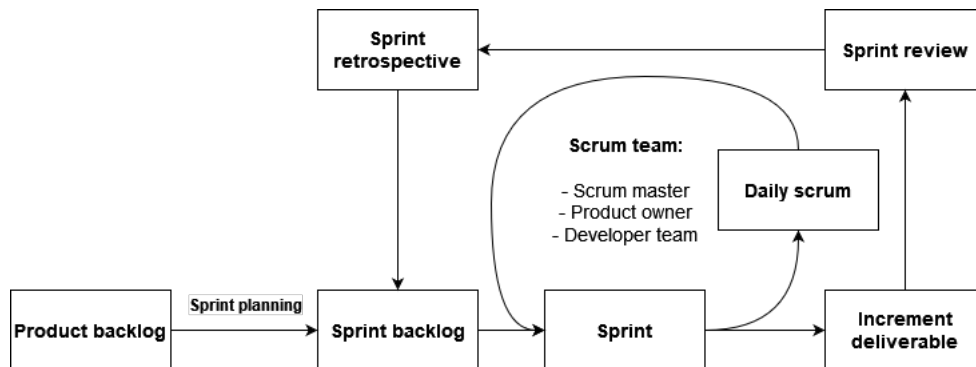 Sprint
retrospective
Sprint review
Scrum team:
- Scrum master
- Product owner
- Developer team
Daily scrum
Product backlog
Sprint planning
Sprint backlog
Sprint
Increment
deliverable